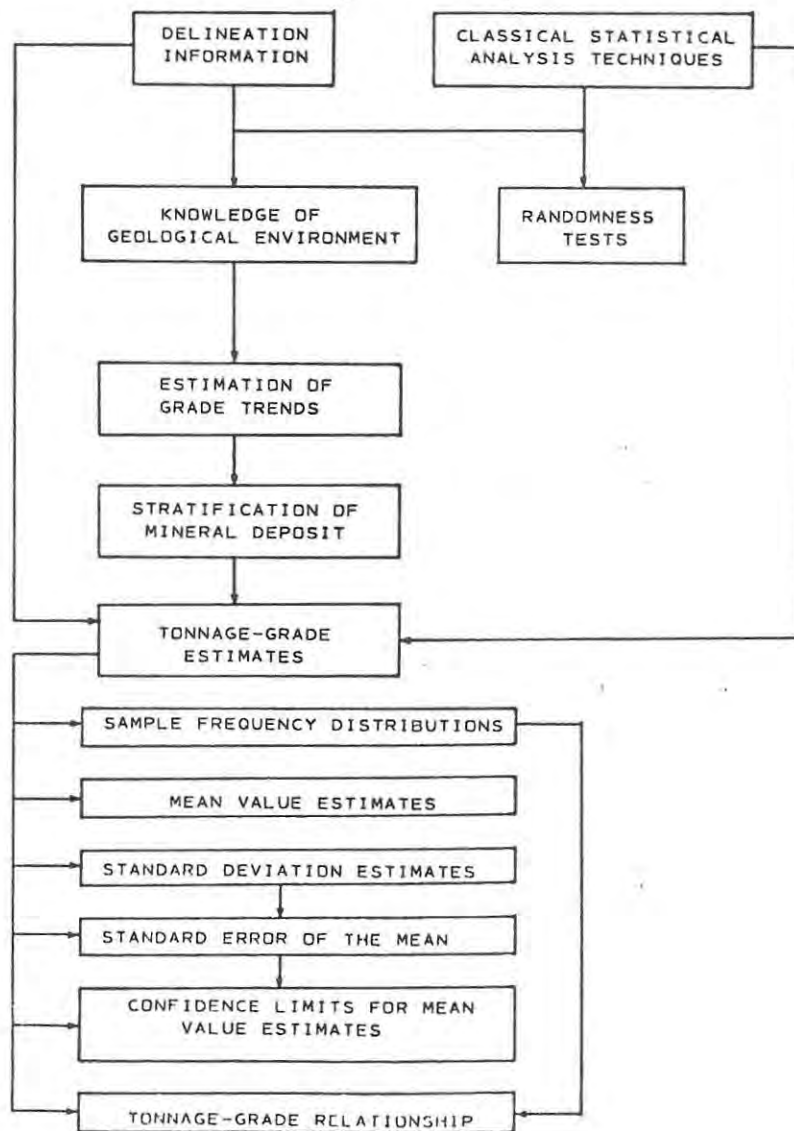 DELINEATION
INFORMATION
CLASSICAL STATISTICAL
ANALYSIS TECHNIQUES
KNOWLEDGE OF
GEOLOGICAL ENVIRONMENT
RANDOMNESS
TESTS
ESTIMATION OF
GRADE TRENDS
STRATIFICATION OF
MINERAL DEPOSIT
TONNAGE-GRADE
ESTIMATES
SAMPLE FREQUENCY DISTRIBUTIONS
MEAN VALUE ESTIMATES
STANDARD DEVIATION ESTIMATES
STANDARD ERROR OF THE MEAN
CONFIDENCE LIMITS FOR MEAN
VALUE ESTIMATES
TONNAGE-GRADE RELATIONSHIP